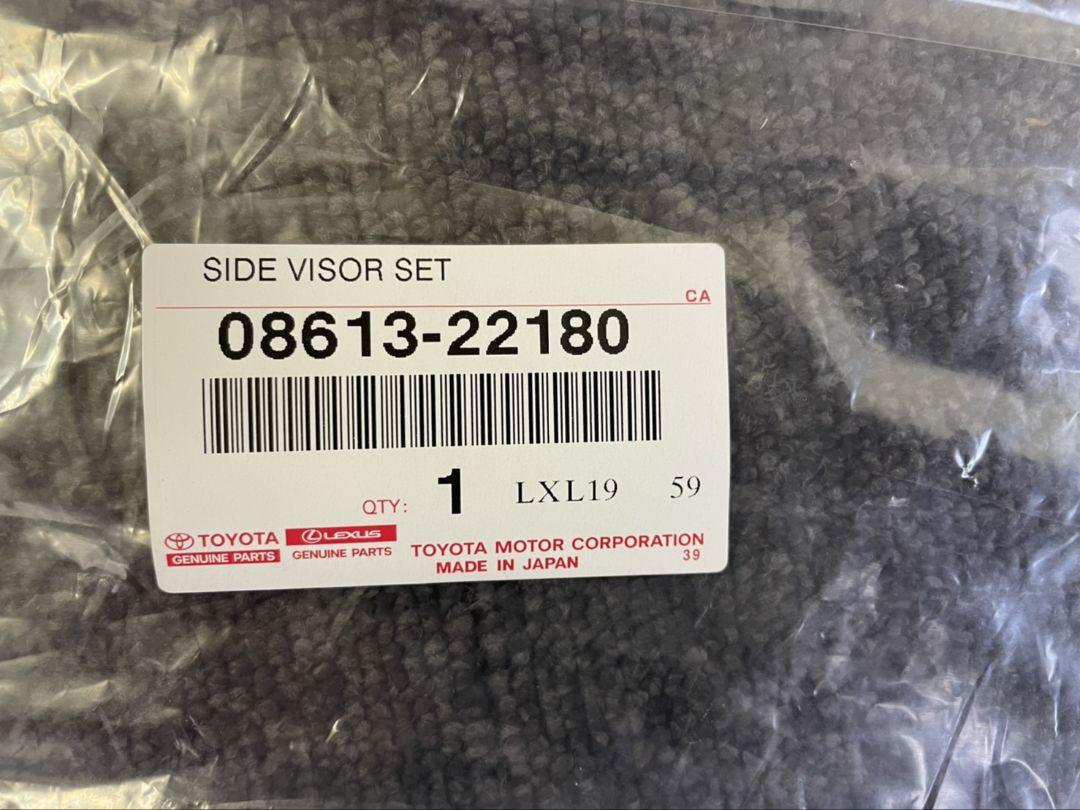 SIDE VISOR SET
CA
08613-22180
QTY: 1 LXL19 59
TOYOTA
GENUINE PARTS
LEXUS
GENUINE PARTS
TOYOTA MOTOR CORPORATION
MADE IN JAPAN
39